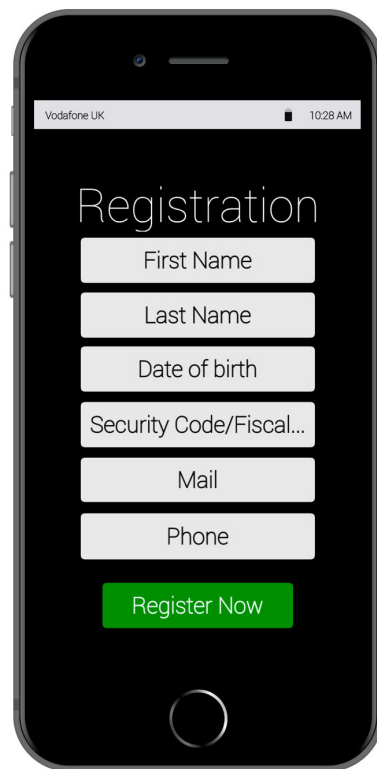 Vodafone UK 10:28 AM
Registration
First Name
Last Name
Date of birth
Security Code/Fiscal...
Mail
Phone
Register Now